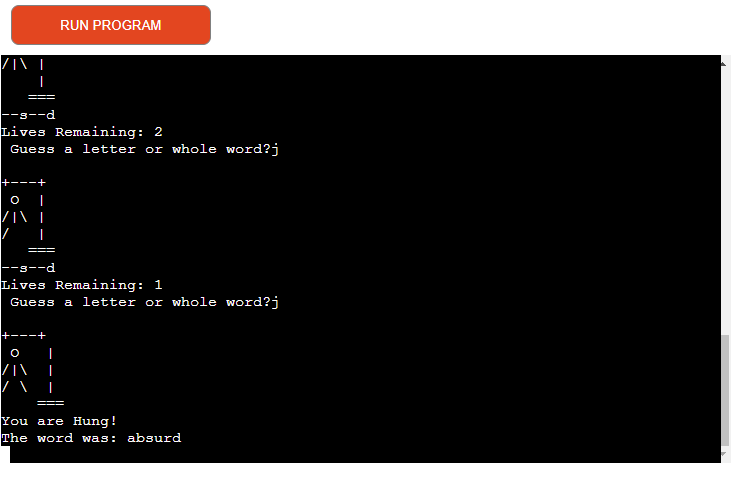 RUN PROGRAM
/|\ |
    |
   ===
--s--d
Lives Remaining: 2
 Guess a letter or whole word?j

+---+
 O  |
/|\ |
/   |
   ===
--s--d
Lives Remaining: 1
 Guess a letter or whole word?j

+---+
 O   |
/|\  |
/ \  |
    ===
You are Hung!
The word was: absurd